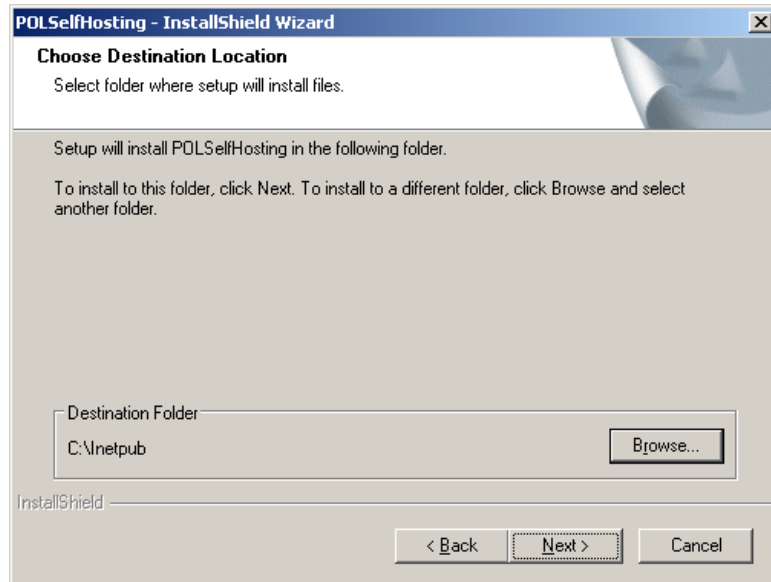 POLSelfHosting - InstallShield Wizard
Choose Destination Location
Select folder where setup will install files.
Setup will install POLSelfHosting in the following folder.
To install to this folder, click Next. To install to a different folder, click Browse and select
another folder.
Destination Folder
C:\Inetpub
Browse...
InstallShield
< Back
Next >
Cancel